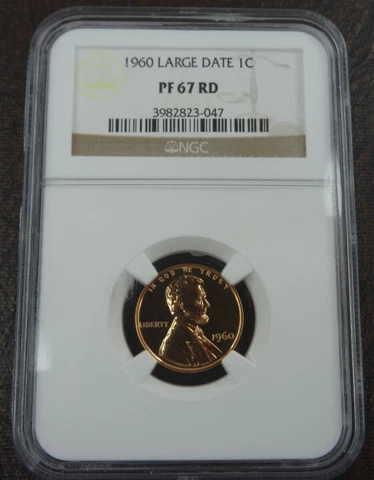 1960 LARGE DATE 1C
PF 67 RD
3982823-047
NGC
IN GOD WE TRUST
LIBERTY
1960